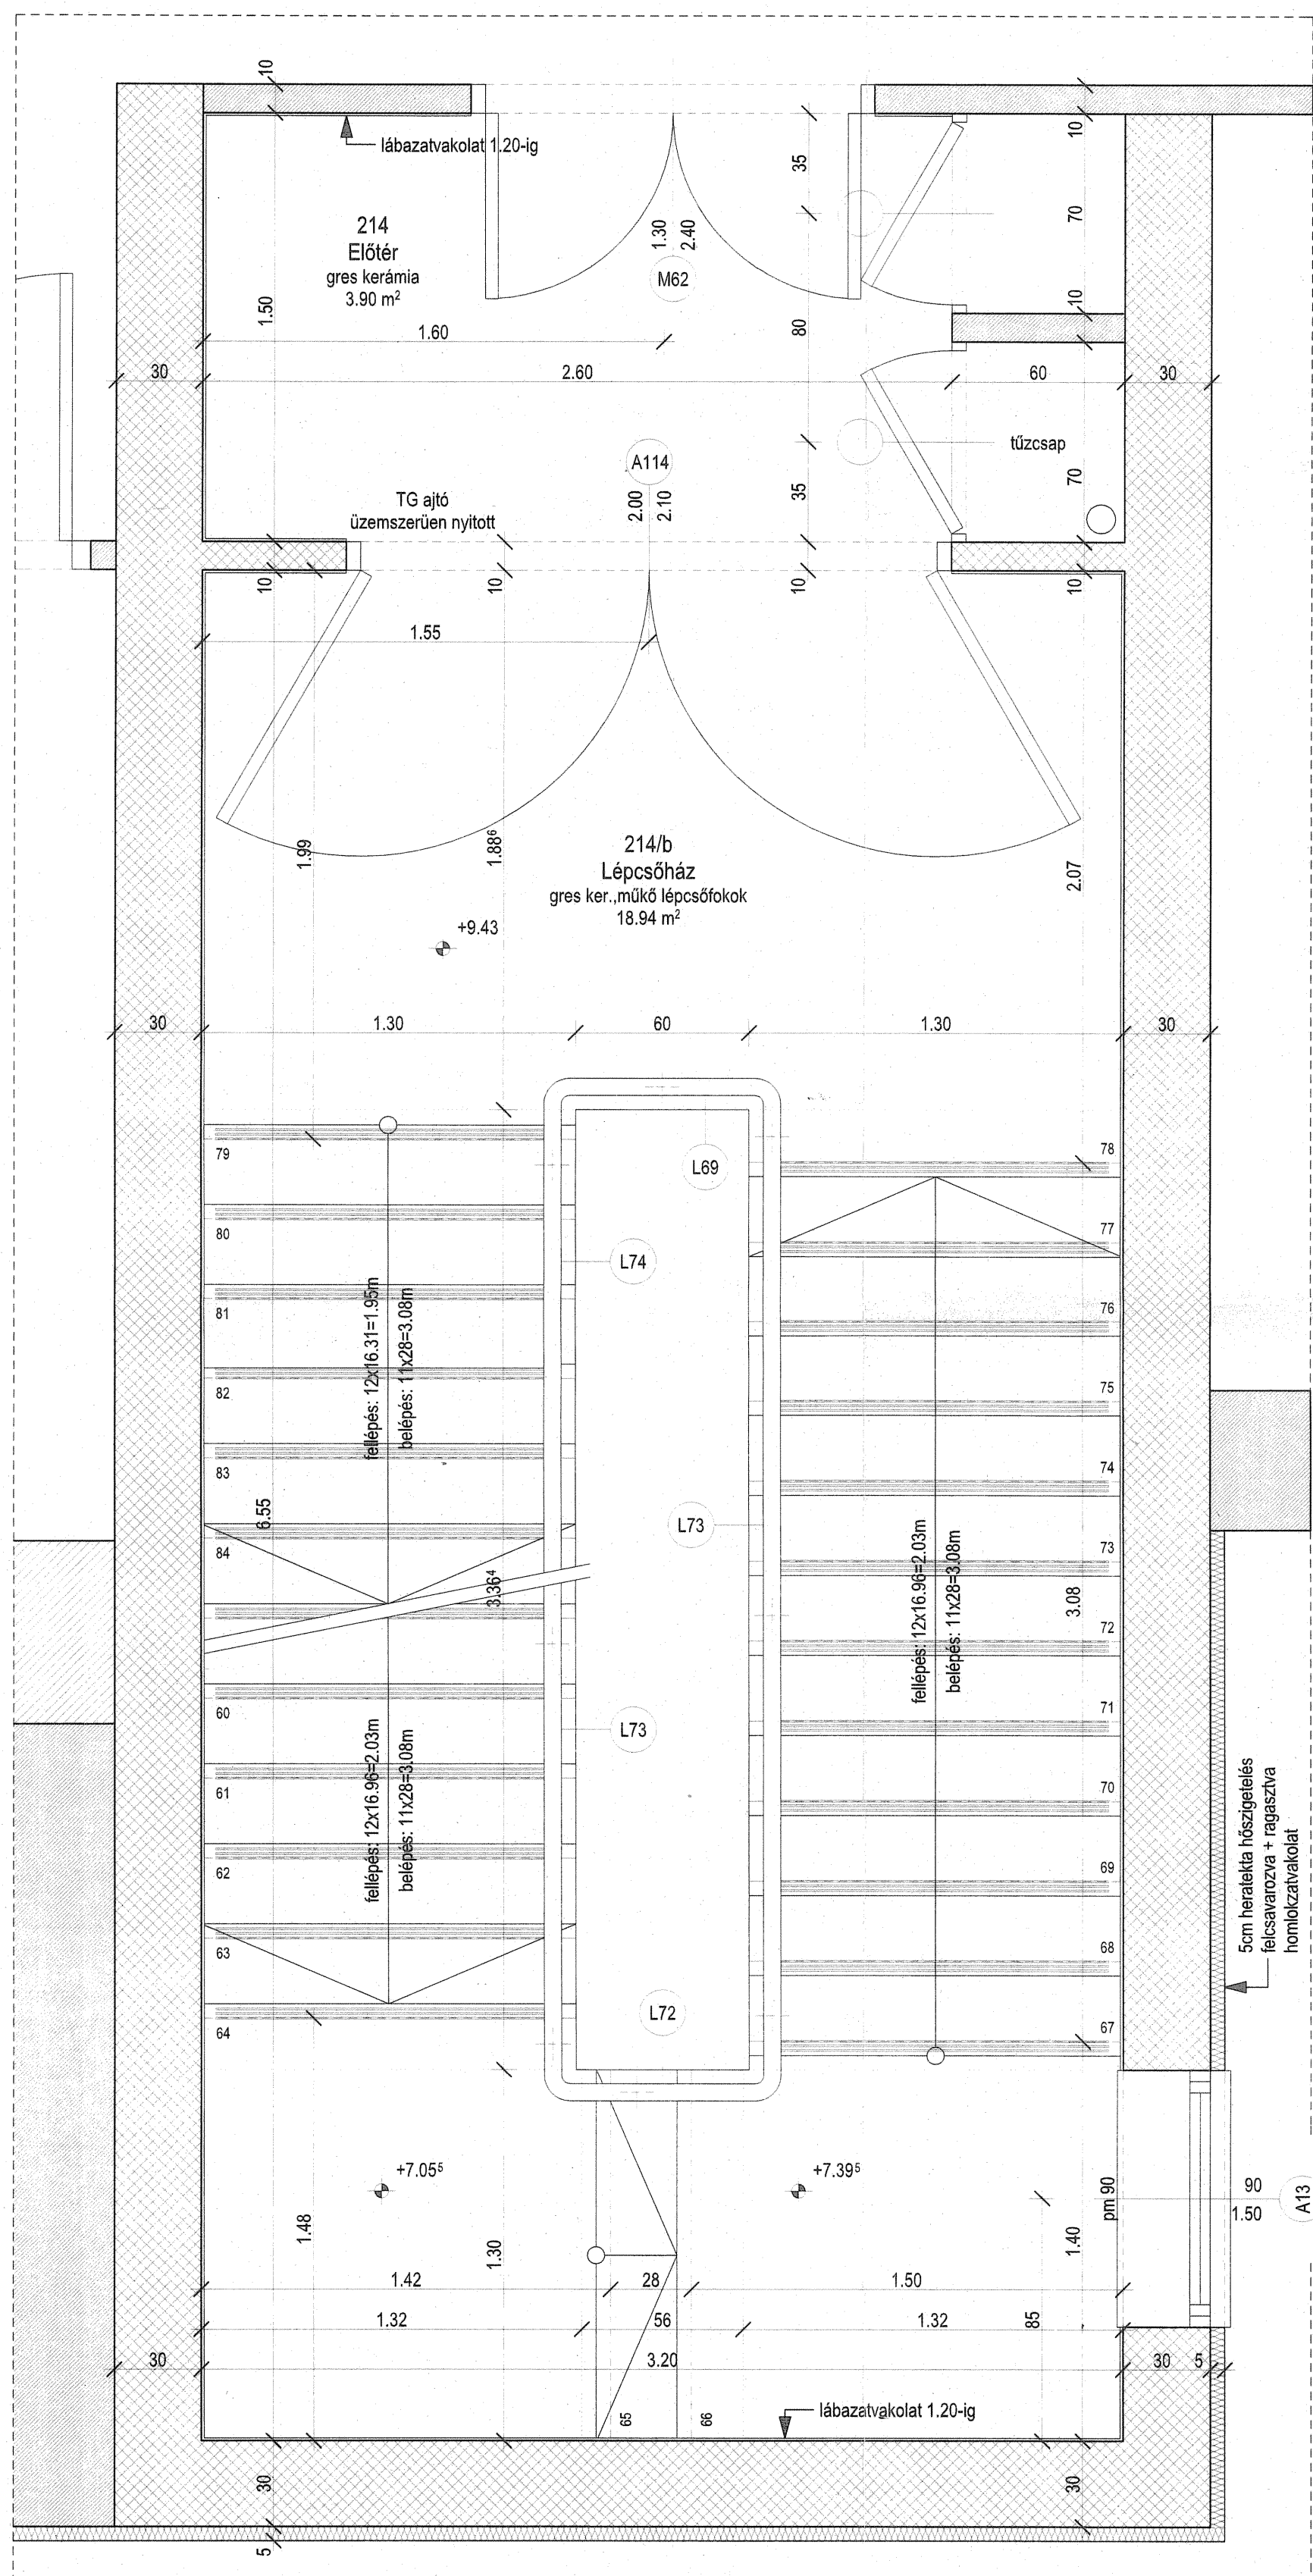 10
lábazatvakolat 1.20-ig
10
35
214
Előtér
gres kerámia
3.90 m²
1.30
2.40
70
M62
1.50
1.60
80
10
30
2.60
60
30
A114
tűzcsap
TG ajtó
üzemszerüen nyitott
2.00
2.10
35
70
10
10
10
10
1.55
1.99
1.88⁶
214/b
Lépcsőház
gres ker.,műkő lépcsőfokok
18.94 m²
2.07
+9.43
30
1.30
60
1.30
30
79
L69
78
80
77
L74
81
fellépés: 12x16.31=1.95m
belépés: 11x28=3.08m
76
82
75
83
74
6.55
L73
84
73
3.36⁴
fellépés: 12x16.96=2.03m
belépés: 11x28=3.08m
3.08
72
60
L73
71
61
fellépés: 12x16.96=2.03m
belépés: 11x28=3.08m
70
62
69
5cm heratekta hőszigetelés
felcsavarozva + ragasztva
homlokzatvakolat
63
68
64
L72
67
+7.05⁵
+7.39⁵
pm 90
90
1.50
A13
1.48
1.30
1.40
1.42
28
1.50
1.32
56
1.32
85
30
3.20
30
5
65
66
lábazatvakolat 1.20-ig
30
30
5